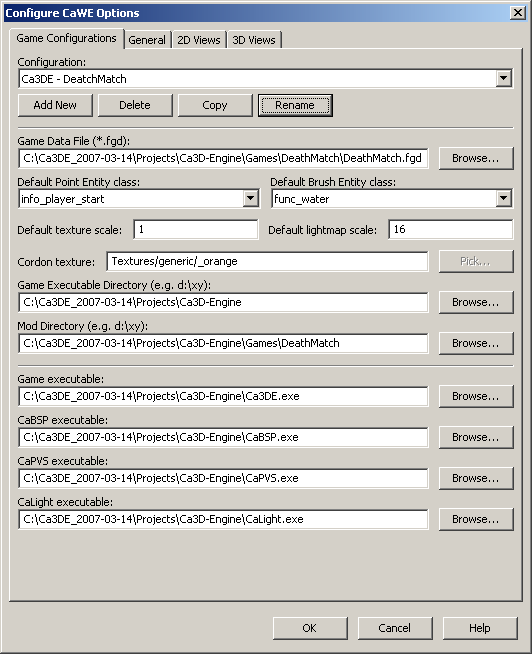 Configure CaWE Options
Game Configurations General 2D Views 3D Views
Configuration:
Ca3DE - DeatchMatch
Add New Delete Copy Rename
Game Data File (*.fgd):
C:\Ca3DE_2007-03-14\Projects\Ca3D-Engine\Games\DeathMatch\DeathMatch.fgd Browse...
Default Point Entity class: Default Brush Entity class:
info_player_start func_water
Default texture scale: 1 Default lightmap scale: 16
Cordon texture: Textures/generic/_orange Pick...
Game Executable Directory (e.g. d:\xy):
C:\Ca3DE_2007-03-14\Projects\Ca3D-Engine Browse...
Mod Directory (e.g. d:\xy):
C:\Ca3DE_2007-03-14\Projects\Ca3D-Engine\Games\DeathMatch Browse...
Game executable:
C:\Ca3DE_2007-03-14\Projects\Ca3D-Engine\Ca3DE.exe Browse...
CaBSP executable:
C:\Ca3DE_2007-03-14\Projects\Ca3D-Engine\CaBSP.exe Browse...
CaPVS executable:
C:\Ca3DE_2007-03-14\Projects\Ca3D-Engine\CaPVS.exe Browse...
CaLight executable:
C:\Ca3DE_2007-03-14\Projects\Ca3D-Engine\CaLight.exe Browse...
OK Cancel Help